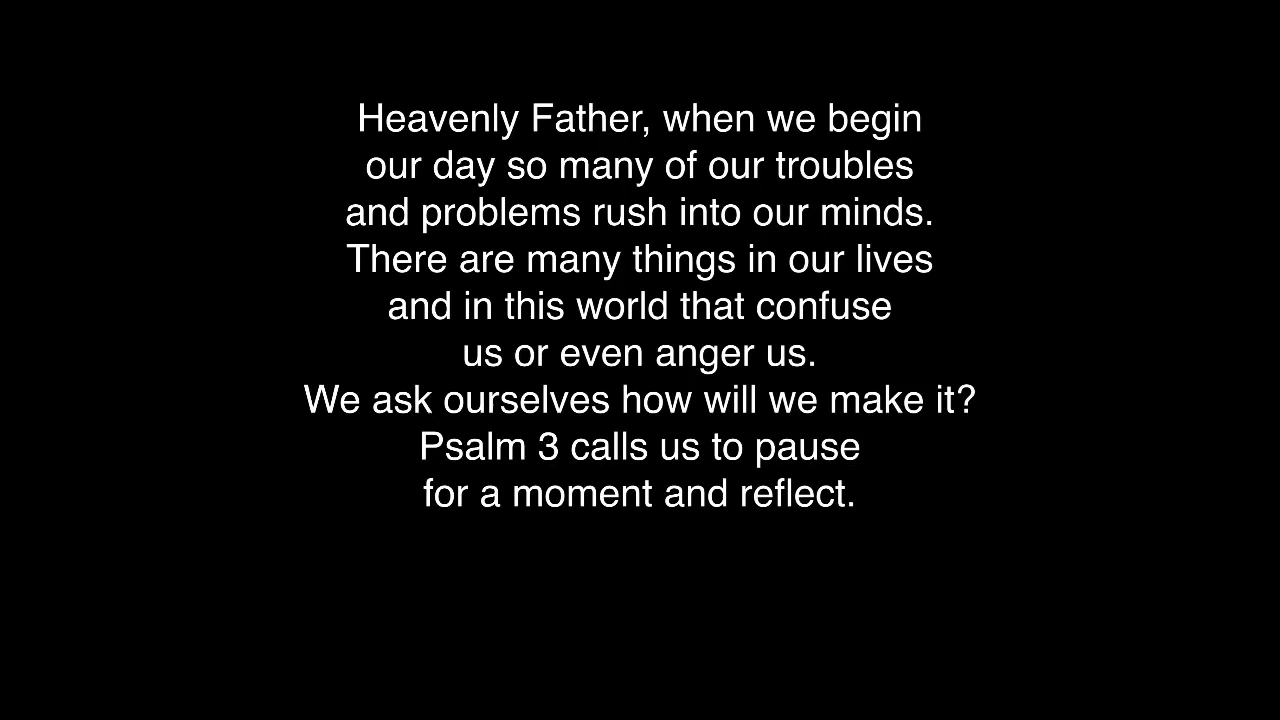 Heavenly Father, when we begin
our day so many of our troubles
and problems rush into our minds.
There are many things in our lives
and in this world that confuse
us or even anger us.
We ask ourselves how will we make it?
Psalm 3 calls us to pause
for a moment and reflect.